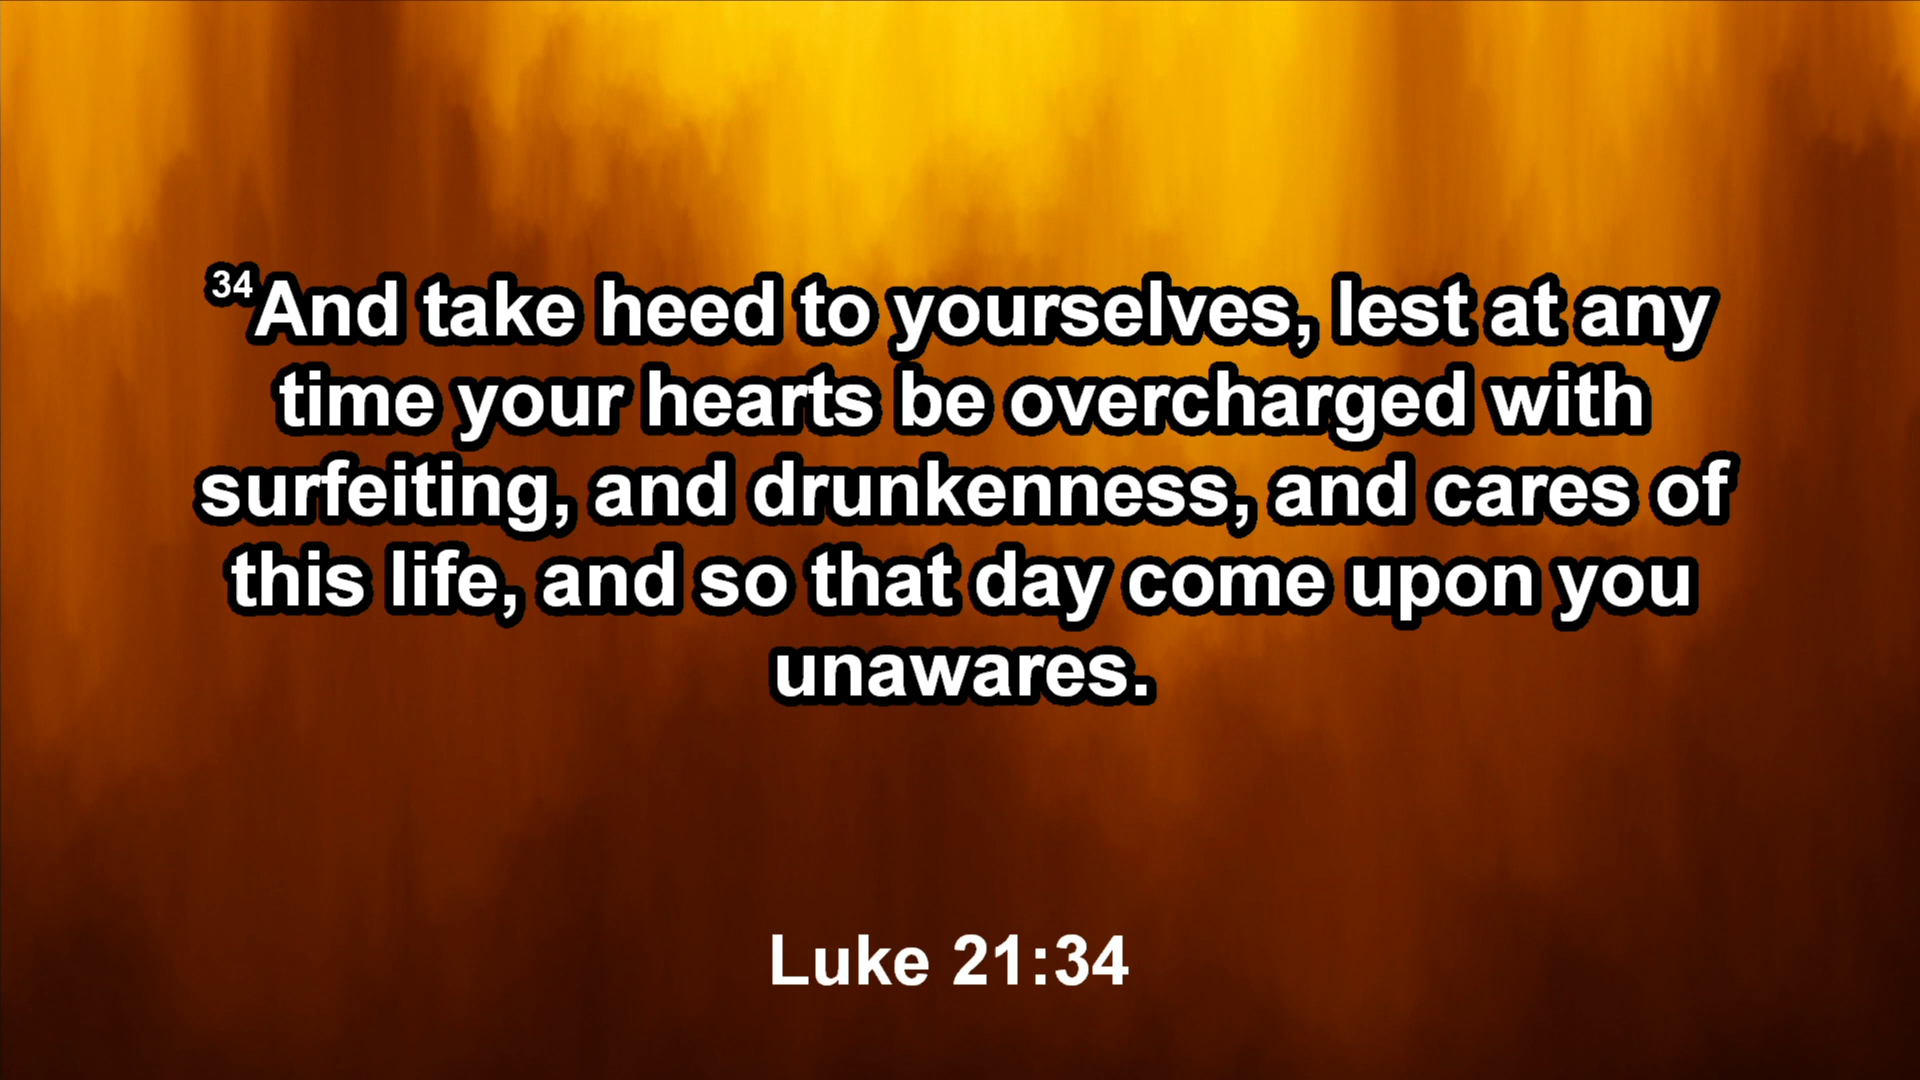 34And take heed to yourselves, lest at any
time your hearts be overcharged with
surfeiting, and drunkenness, and cares of
this life, and so that day come upon you
unawares.
Luke 21:34